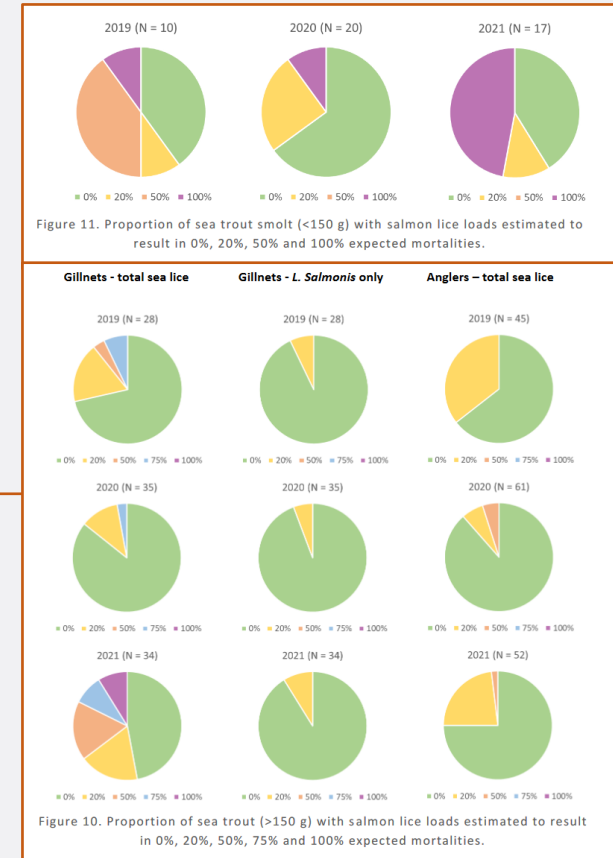 2019 (N = 10)
2020 (N = 20)
2021 (N = 17)
0% 20% 50% 100%
0% 20% 50% 100%
0% 20% 50% 100%
Figure 11. Proportion of sea trout smolt (<150 g) with salmon lice loads estimated to
result in 0%, 20%, 50% and 100% expected mortalities.
Gillnets - total sea lice
Gillnets - L. Salmonis only
Anglers – total sea lice
2019 (N = 28)
2019 (N = 28)
2019 (N = 45)
0% 20% 50% 75% 100%
0% 20% 50% 75% 100%
0% 20% 50% 75% 100%
2020 (N = 35)
2020 (N = 35)
2020 (N = 61)
0% 20% 50% 75% 100%
0% 20% 50% 75% 100%
0% 20% 50% 75% 100%
2021 (N = 34)
2021 (N = 34)
2021 (N = 52)
0% 20% 50% 75% 100%
0% 20% 50% 75% 100%
0% 20% 50% 75% 100%
Figure 10. Proportion of sea trout (>150 g) with salmon lice loads estimated to result
in 0%, 20%, 50%, 75% and 100% expected mortalities.